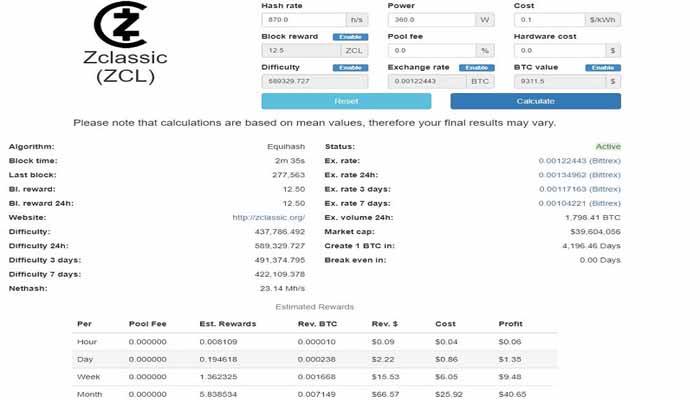 Zclassic
(ZCL)
Hash rate Power Cost
870.0 h/s 360.0 W 0.1 $/kWh
Block reward Enable Pool fee Hardware cost
12.5 ZCL 0.0 % 0.0 $
Difficulty Enable Exchange rate Enable BTC value Enable
589329.727 0.00122443 BTC 9311.5 $
Reset Calculate
Please note that calculations are based on mean values, therefore your final results may vary.
Algorithm: Equihash Status: Active
Block time: 2m 35s Ex. rate: 0.00122443 (Bittrex)
Last block: 277,563 Ex. rate 24h: 0.00134962 (Bittrex)
Bl. reward: 12.50 Ex. rate 3 days: 0.00117163 (Bittrex)
Bl. reward 24h: 12.50 Ex. rate 7 days: 0.00104221 (Bittrex)
Website: http://zclassic.org/ Ex. volume 24h: 1,798.41 BTC
Difficulty: 437,786.492 Market cap: $39,604,056
Difficulty 24h: 589,329.727 Create 1 BTC in: 4,196.46 Days
Difficulty 3 days: 491,374.795 Break even in: 0.00 Days
Difficulty 7 days: 422,109.378
Nethash: 23.14 Mh/s
Estimated Rewards
Per Pool Fee Est. Rewards Rev. BTC Rev. $ Cost Profit
Hour 0.000000 0.008109 0.000010 $0.09 $0.04 $0.06
Day 0.000000 0.194618 0.000238 $2.22 $0.86 $1.35
Week 0.000000 1.362325 0.001668 $15.53 $6.05 $9.48
Month 0.000000 5.838534 0.007149 $66.57 $25.92 $40.65